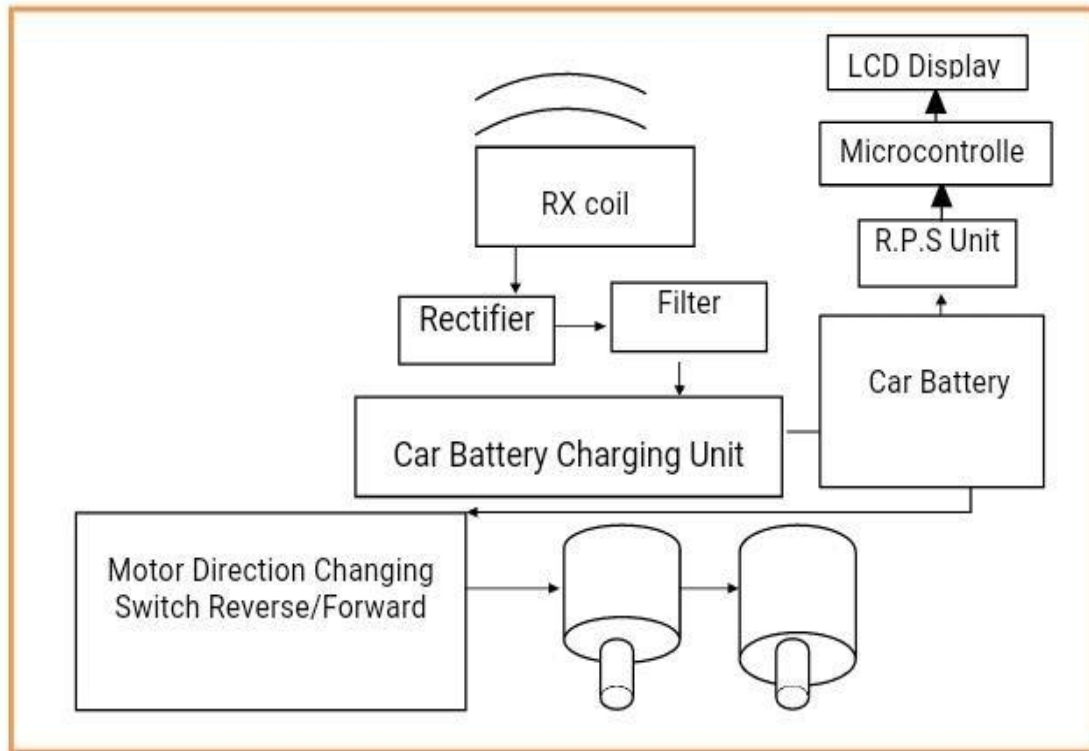 LCD Display
Microcontrolle
RX coil
R.P.S Unit
Rectifier
Filter
Car Battery
Car Battery Charging Unit
Motor Direction Changing
Switch Reverse/Forward